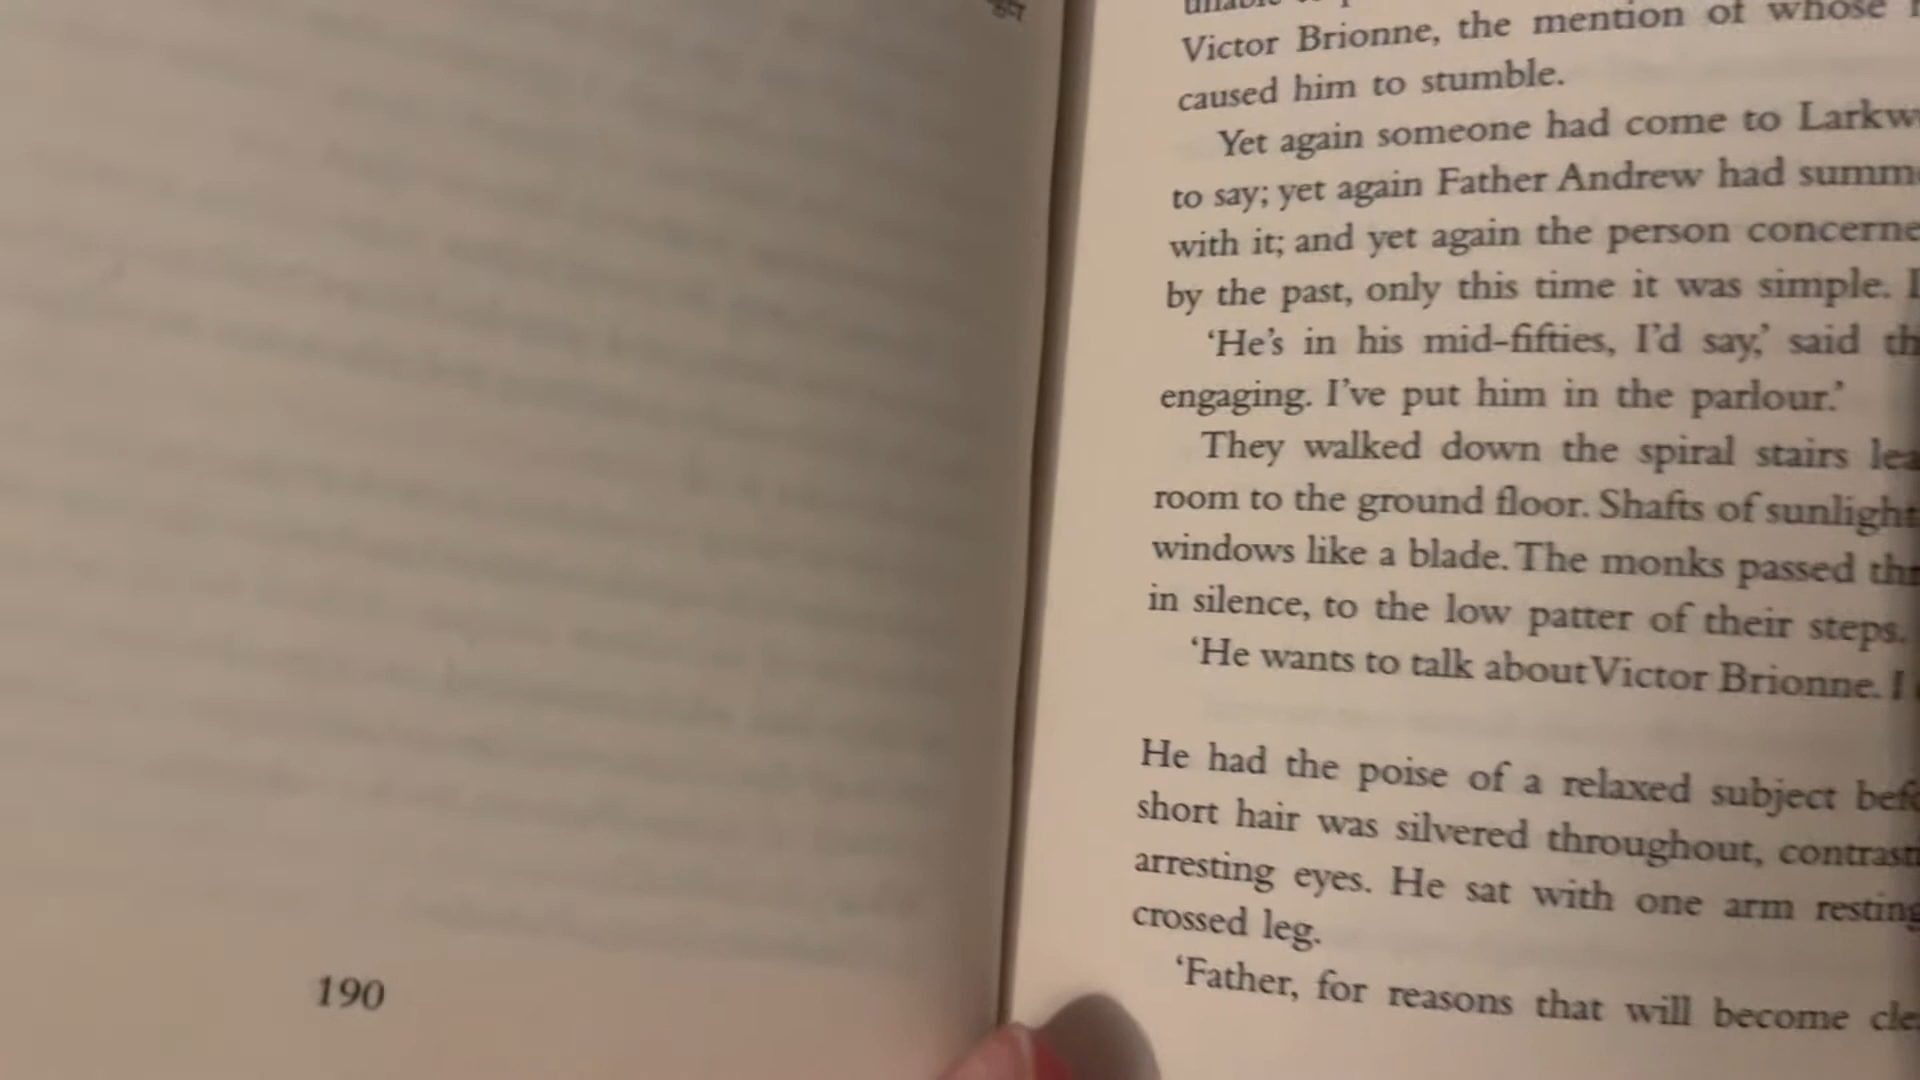 190
Victor Brionne, the mention of whose
caused him to stumble.
Yet again someone had come to
to say; yet again Father Andrew had
with it; and yet again the person
by the past, only this time it was simple.
‘He’s in his mid-fifties, I’d say,’ said
engaging. I’ve put him in the parlour.’
They walked down the spiral stairs
room to the ground floor. Shafts of sunlight
windows like a blade. The monks passed
in silence, to the low patter of their steps.
‘He wants to talk about Victor Brionne. I
He had the poise of a relaxed subject
short hair was silvered throughout,
arresting eyes. He sat with one arm resting
crossed leg.
‘Father, for reasons that will become